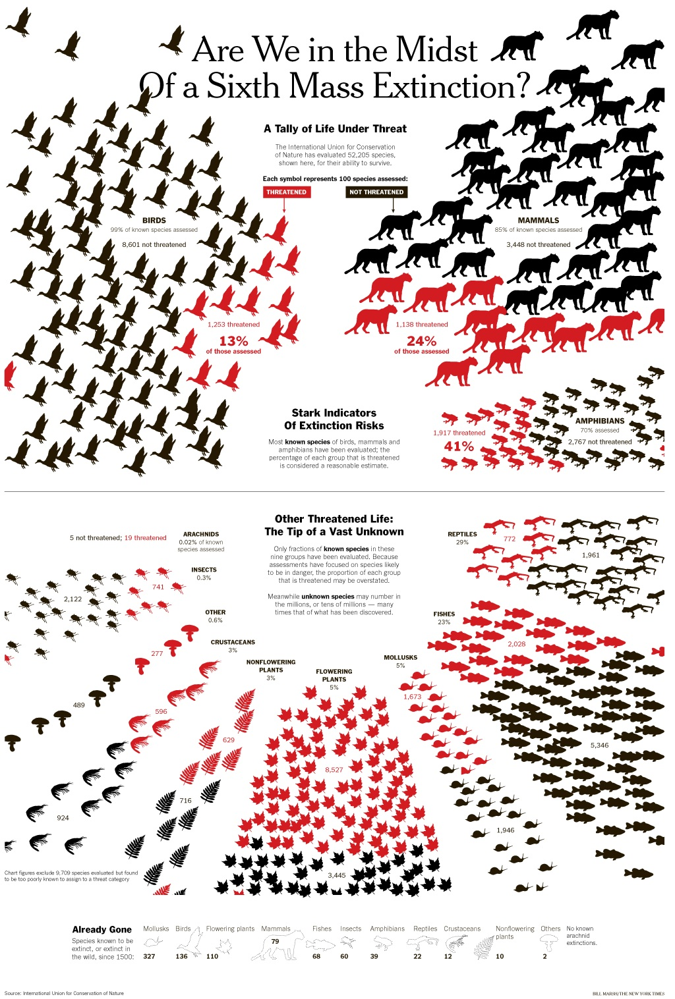 Are We in the Midst
Of a Sixth Mass Extinction?
A Tally of Life Under Threat
The International Union for Conservation
of Nature has evaluated 52,205 species,
shown here, for their ability to survive.
Each symbol represents 100 species assessed:
THREATENED
NOT THREATENED
BIRDS
99% of known species assessed
8,601 not threatened
MAMMALS
85% of known species assessed
3,448 not threatened
1,253 threatened
13%
of those assessed
1,138 threatened
24%
of those assessed
Stark Indicators
Of Extinction Risks
Most known species of birds, mammals and
amphibians have been evaluated; the
percentage of each group that is threatened
is considered a reasonable estimate.
1,917 threatened
41%
AMPHIBIANS
70% assessed
2,767 not threatened
Other Threatened Life:
The Tip of a Vast Unknown
Only fractions of known species in these
nine groups have been evaluated. Because
assessments have focused on species likely
to be in danger, the proportion of each group
that is threatened may be overstated.
Meanwhile unknown species may number in
the millions, or tens of millions — many
times that of what has been discovered.
5 not threatened; 19 threatened
ARACHNIDS
0.02% of known
species assessed
INSECTS
0.3%
741
2,122
OTHER
0.6%
277
489
CRUSTACEANS
3%
596
924
NONFLOWERING
PLANTS
3%
629
716
FLOWERING
PLANTS
5%
8,527
3,445
MOLLUSKS
5%
1,673
1,946
FISHES
23%
2,028
5,346
REPTILES
29%
772
1,961
Chart figures exclude 9,709 species evaluated but found
to be too poorly known to assign to a threat category
Already Gone
Species known to be
extinct, or extinct in
the wild, since 1500:
Mollusks
327
Birds
136
Flowering plants
110
Mammals
79
Fishes
68
Insects
60
Amphibians
39
Reptiles
22
Crustaceans
12
Nonflowering
plants
10
Others
2
No known
arachnid
extinctions.
Source: International Union for Conservation of Nature
BILL MARSH/THE NEW YORK TIMES